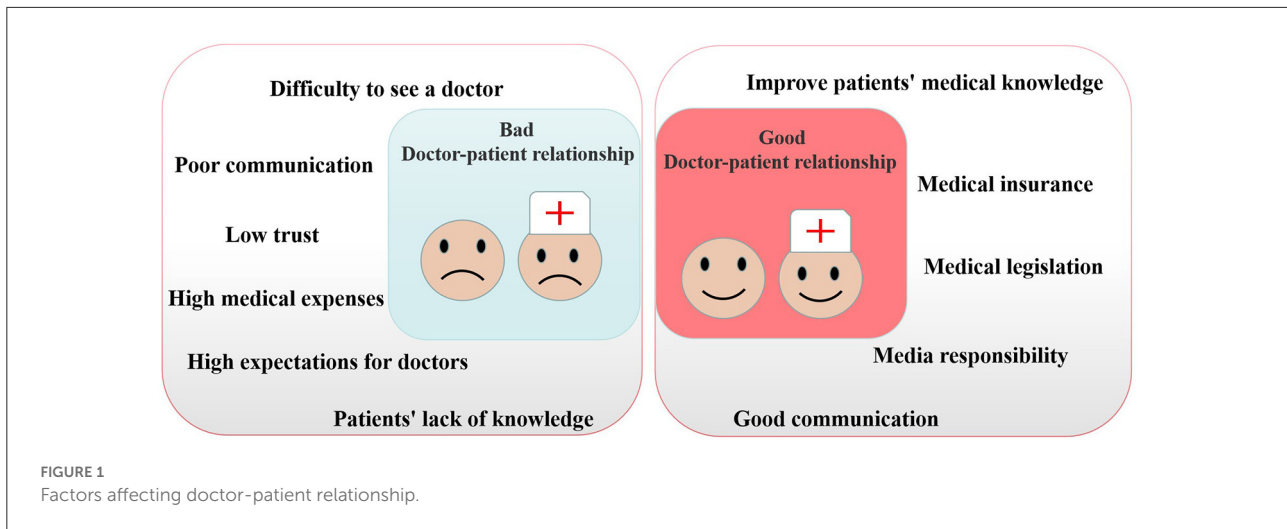 Difficulty to see a doctor
Poor communication
Low trust
High medical expenses
High expectations for doctors
Patients' lack of knowledge
Bad
Doctor-patient relationship
Improve patients' medical knowledge
Good
Doctor-patient relationship
Medical insurance
Medical legislation
Media responsibility
Good communication
FIGURE 1
Factors affecting doctor-patient relationship.